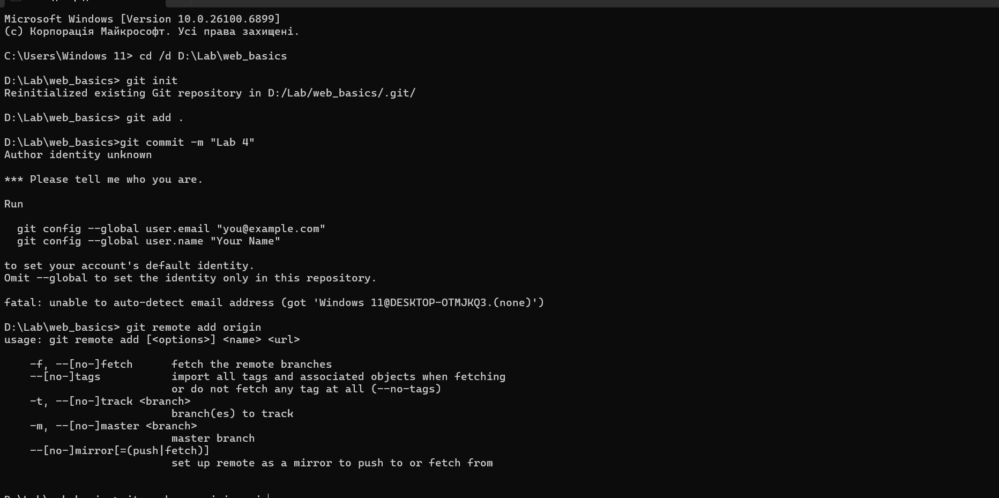 Microsoft Windows [Version 10.0.26100.6899]
(c) Корпорація Майкрософт. Усі права захищені.
C:\Users\Windows 11> cd /d D:\Lab\web_basics
D:\Lab\web_basics> git init
Reinitialized existing Git repository in D:/Lab/web_basics/.git/
D:\Lab\web_basics> git add .
D:\Lab\web_basics>git commit -m "Lab 4"
Author identity unknown
*** Please tell me who you are.
Run
  git config --global user.email "you@example.com"
  git config --global user.name "Your Name"
to set your account's default identity.
Omit --global to set the identity only in this repository.
fatal: unable to auto-detect email address (got 'Windows 11@DESKTOP-OTMJKQ3.(none)')
D:\Lab\web_basics> git remote add origin
usage: git remote add [<options>] <name> <url>
    -f, --[no-]fetch      fetch the remote branches
    --[no-]tags           import all tags and associated objects when fetching
                          or do not fetch any tag at all (--no-tags)
    -t, --[no-]track <branch>
                          branch(es) to track
    -m, --[no-]master <branch>
                          master branch
    --[no-]mirror[=(push|fetch)]
                          set up remote as a mirror to push to or fetch from